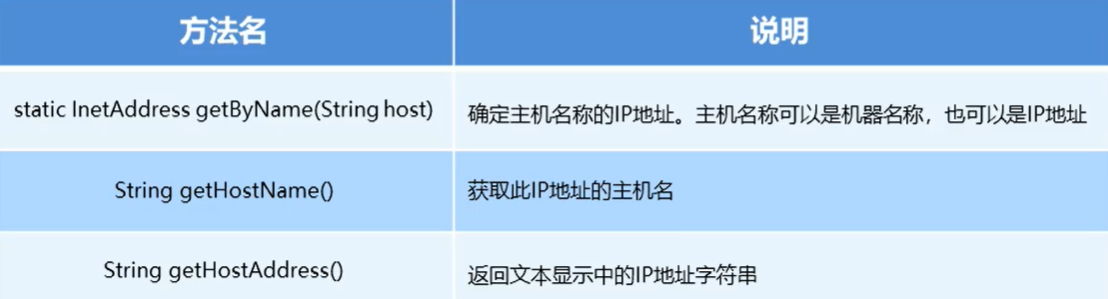 方法名 说明
static InetAddress getByName(String host) 确定主机名称的IP地址。主机名称可以是机器名称，也可以是IP地址
String getHostName() 获取此IP地址的主机名
String getHostAddress() 返回文本显示中的IP地址字符串